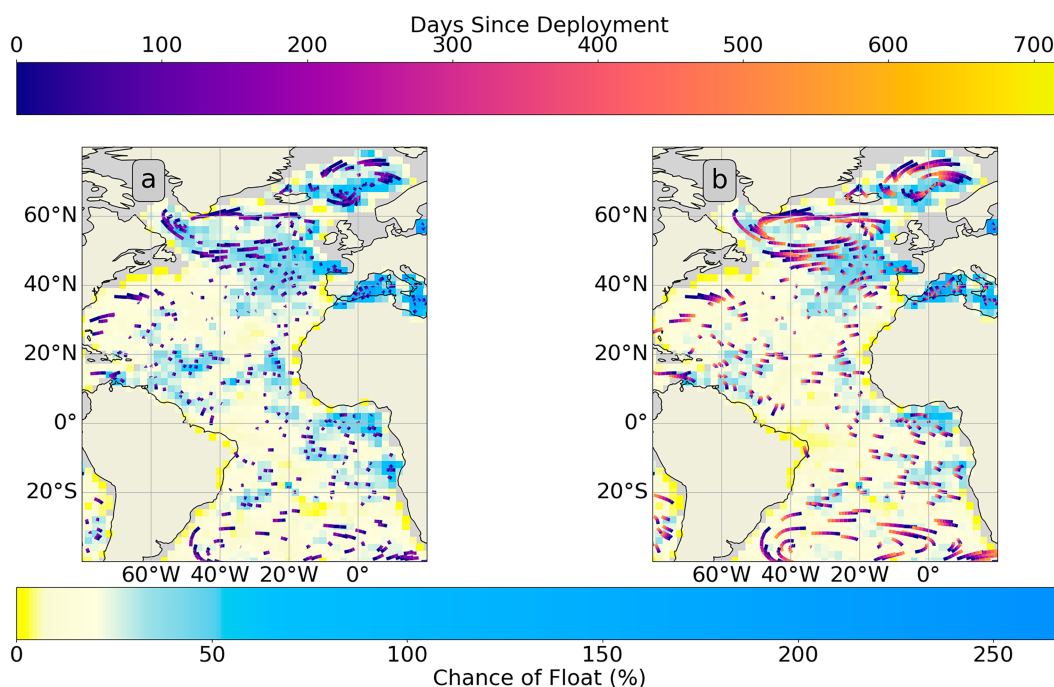 Days Since Deployment
0 100 200 300 400 500 600 700
a b
60°N 60°N
40°N 40°N
20°N 20°N
0° 0°
20°S 20°S
60°W 40°W 20°W 0° 60°W 40°W 20°W 0°
0 50 100 150 200 250
Chance of Float (%)